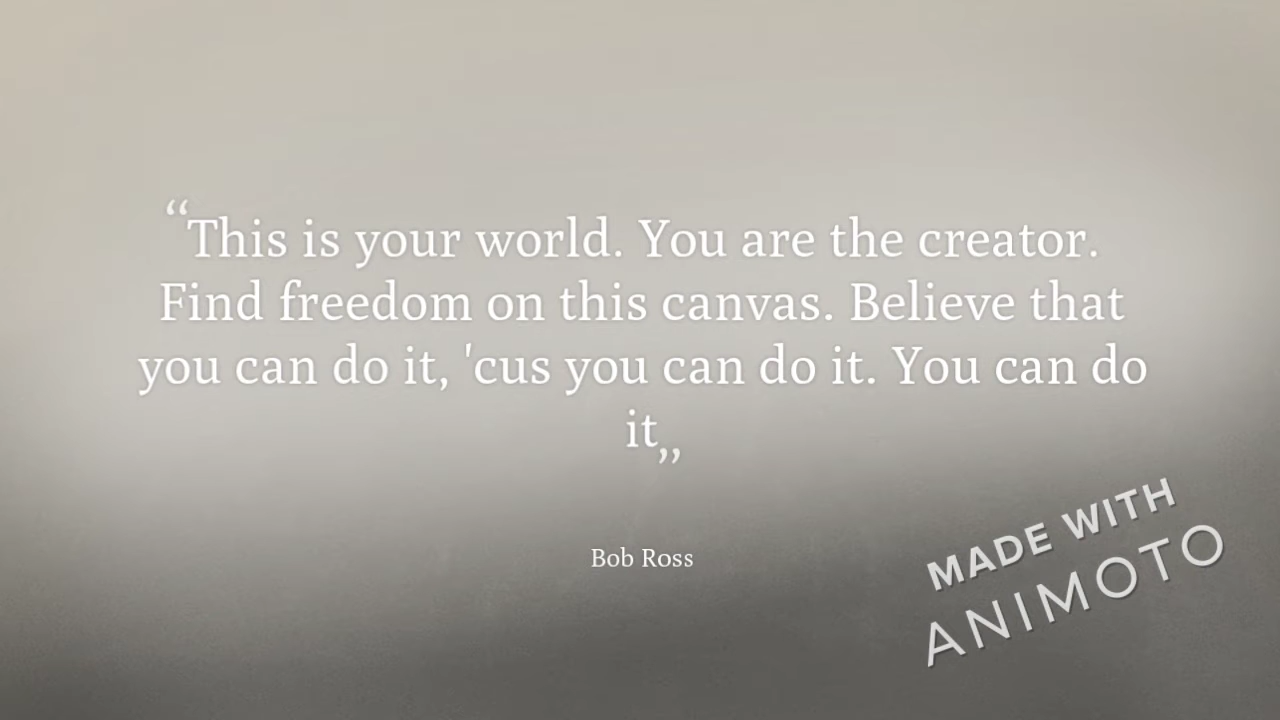 “This is your world. You are the creator.
Find freedom on this canvas. Believe that
you can do it, 'cus you can do it. You can do
it„
Bob Ross
MADE WITH
ANIMOTO